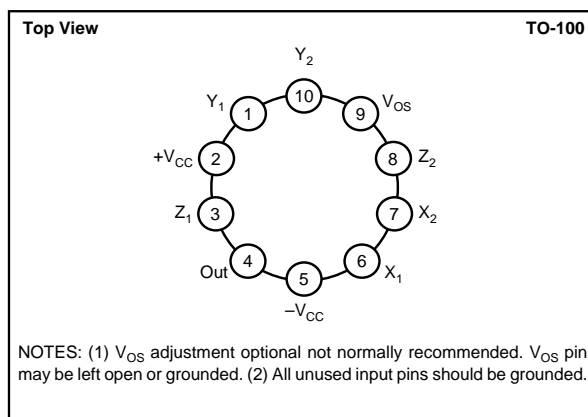 Top View TO-100
Y2
10
Y1 1 9 VOS
+VCC 2 8 Z2
Z1 3 7 X2
Out 4 6 X1
5
–VCC
NOTES: (1) VOS adjustment optional not normally recommended. VOS pin
may be left open or grounded. (2) All unused input pins should be grounded.